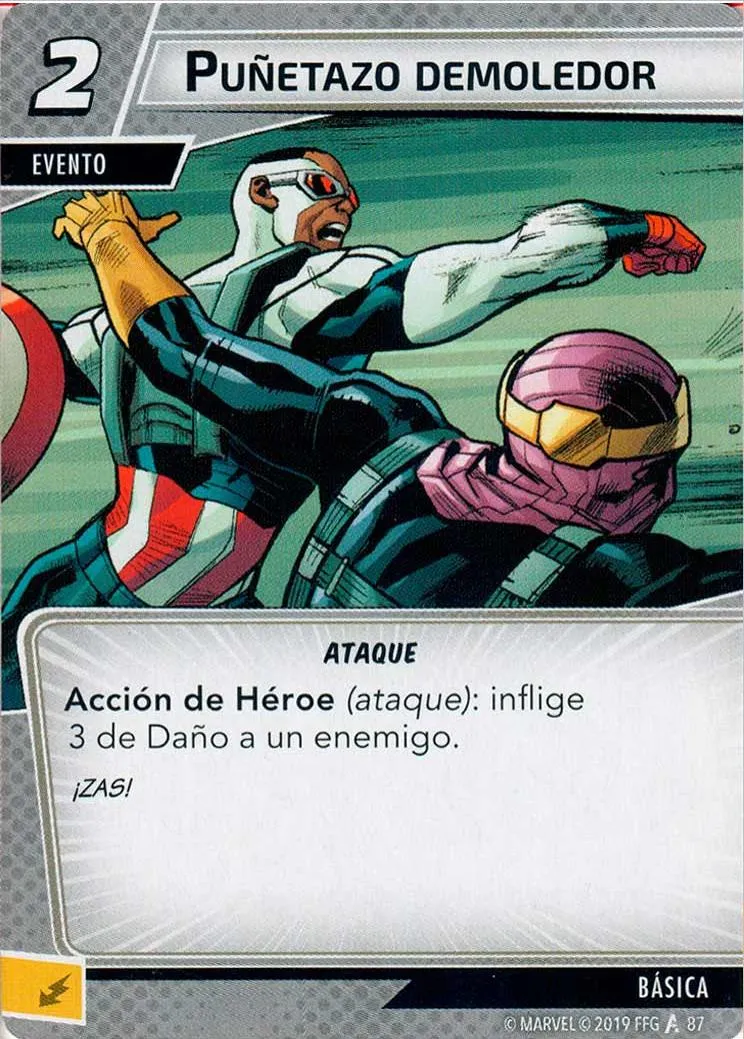 2
PUÑETAZO DEMOLEDOR
EVENTO
ATAQUE
Acción de Héroe (ataque): inflige
3 de Daño a un enemigo.
¡ZAS!
BÁSICA
© MARVEL © 2019 FFG 87